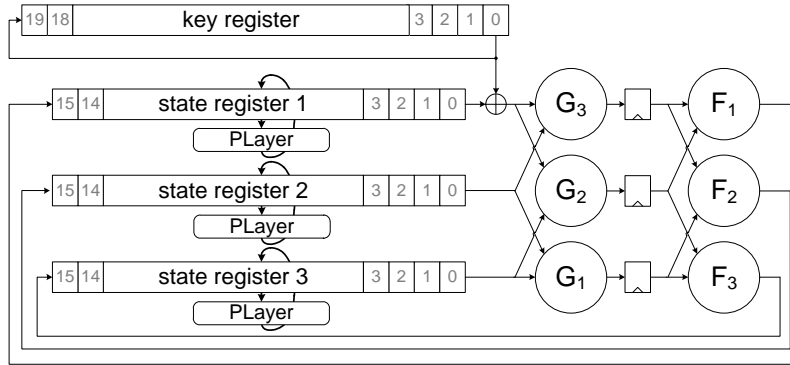 19 18 key register 3 2 1 0
15 14 state register 1 3 2 1 0
PLayer
G3
F1
15 14 state register 2 3 2 1 0
PLayer
G2
F2
15 14 state register 3 3 2 1 0
PLayer
G1
F3